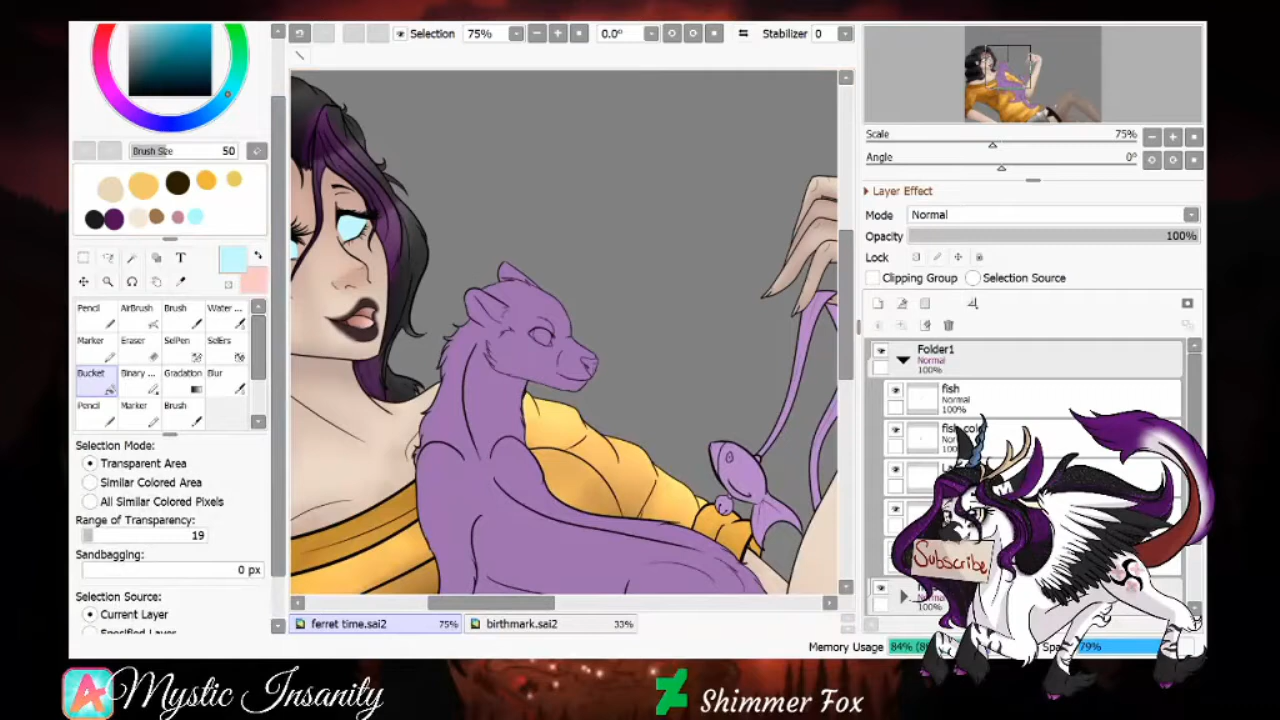 Selection 75% 0.0° Stabilizer 0
Brush Size 50
T
Pencil AirBrush Brush Water ...
Marker Eraser SelPen SelErs
Bucket Binary ... Gradation Blur
Pencil Marker Brush
Selection Mode:
Transparent Area
Similar Colored Area
All Similar Colored Pixels
Range of Transparency:
19
Sandbagging:
0 px
Selection Source:
Current Layer
ferret time.sai2 75% birthmark.sai2 33%
Scale 75%
Angle 0°
Layer Effect
Mode Normal
Opacity 100%
Lock
Clipping Group Selection Source
Folder1
Normal
100%
fish
Normal
100%
fish color
100%
Subscribe
Memory Usage 84% 79%
Mystic Insanity
Shimmer Fox